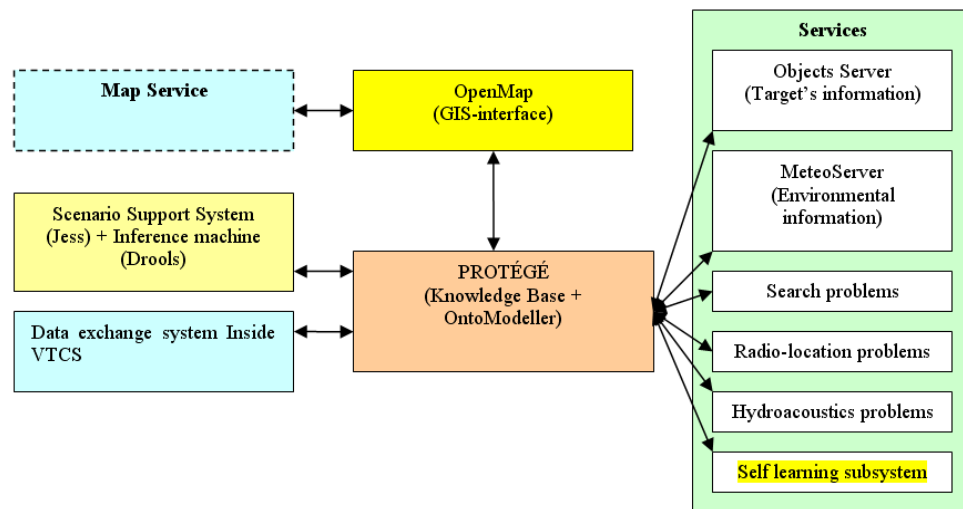 Map Service
OpenMap
(GIS-interface)
Scenario Support System
(Jess) + Inference machine
(Drools)
Data exchange system Inside
VTCS
PROTÉGÉ
(Knowledge Base +
OntoModeller)
Services
Objects Server
(Target's information)
MeteoServer
(Environmental
information)
Search problems
Radio-location problems
Hydroacoustics problems
Self learning subsystem